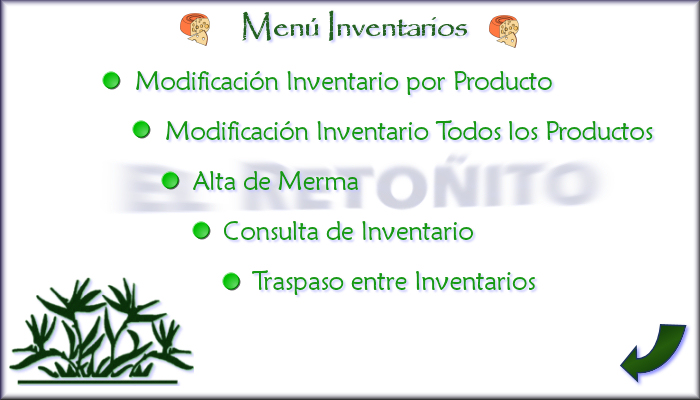 Menú Inventarios
Modificación Inventario por Producto
Modificación Inventario Todos los Productos
Alta de Merma
EL RETOÑITO
Consulta de Inventario
Traspaso entre Inventarios